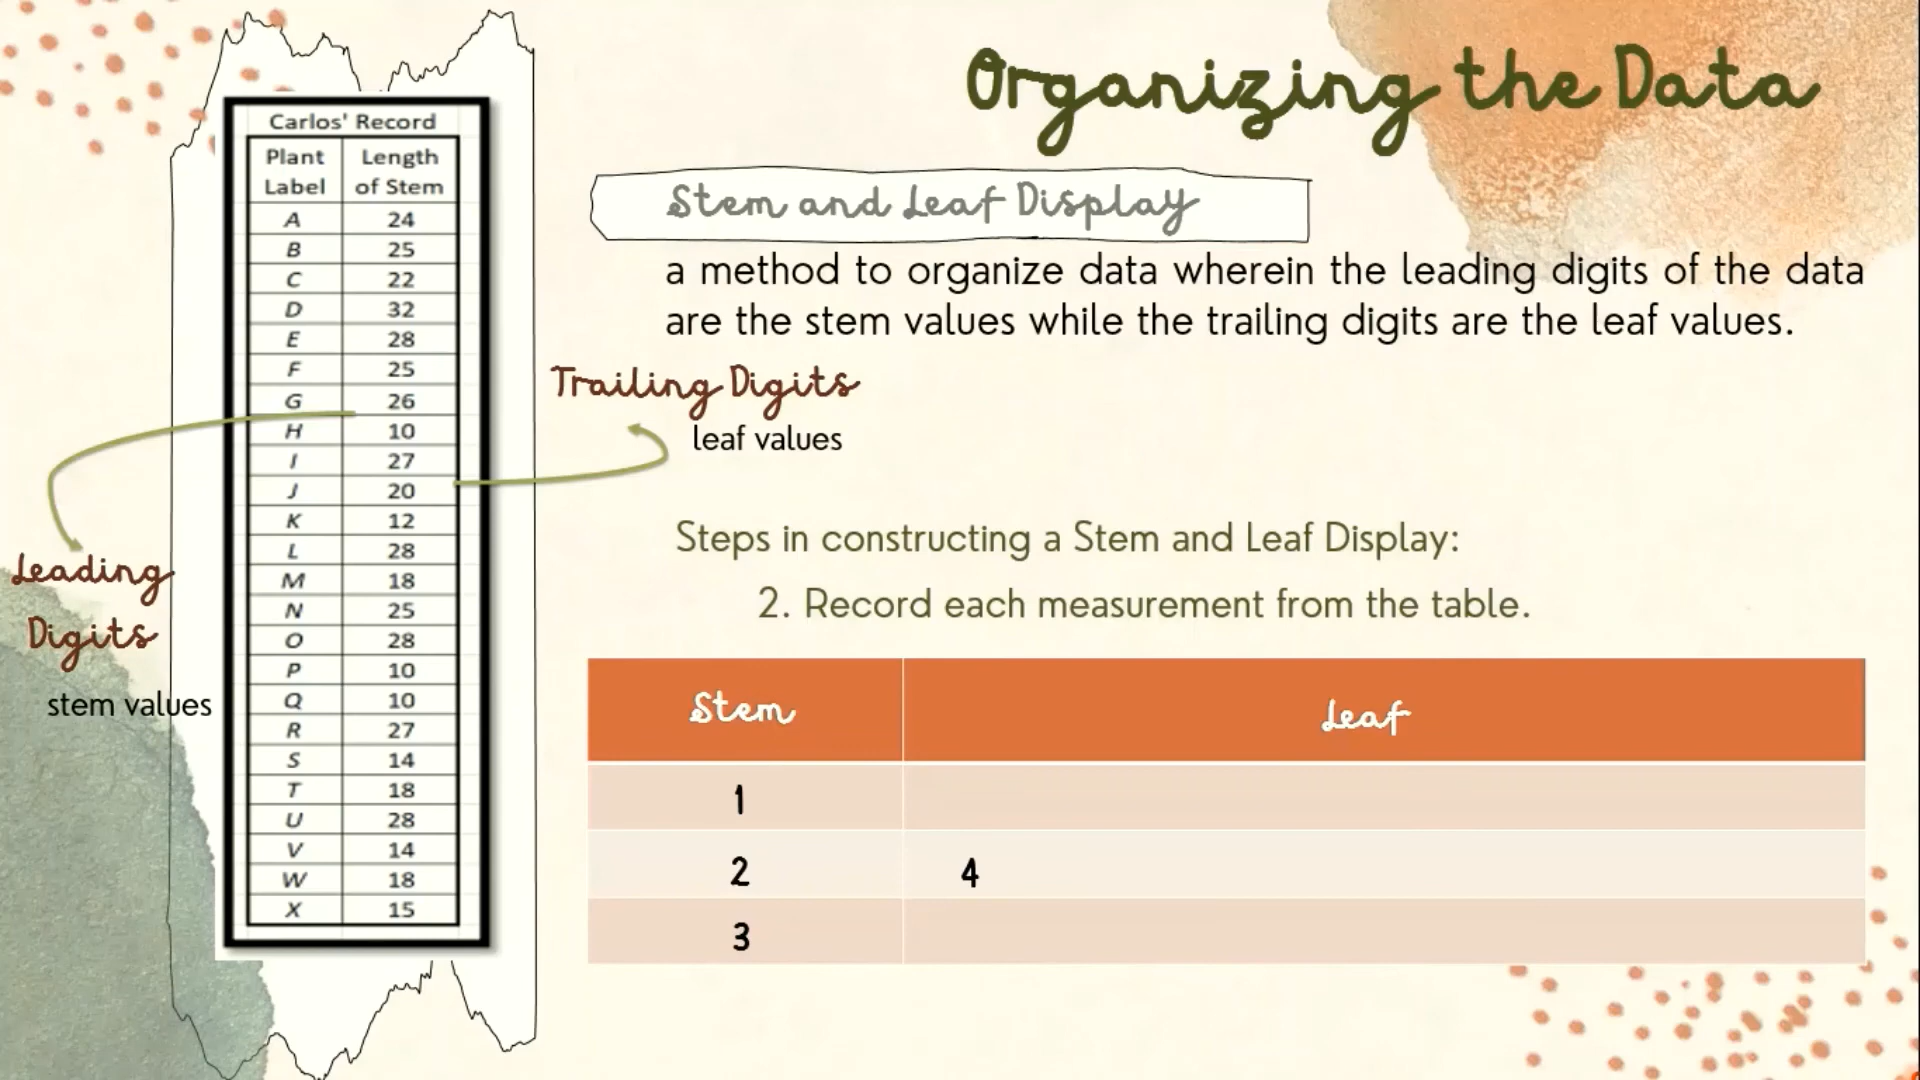 Organizing the Data
Stem and Leaf Display
a method to organize data wherein the leading digits of the data
are the stem values while the trailing digits are the leaf values.
Carlos' Record
Plant Label Length of Stem
A 24
B 25
C 22
D 32
E 28
F 25
G 26
H 10
I 27
J 20
K 12
L 28
M 18
N 25
O 28
P 10
Q 10
R 27
S 14
T 18
U 28
V 14
W 18
X 15
Trailing Digits
leaf values
Leading
Digits
stem values
Steps in constructing a Stem and Leaf Display:
2. Record each measurement from the table.
Stem Leaf
1
2 4
3